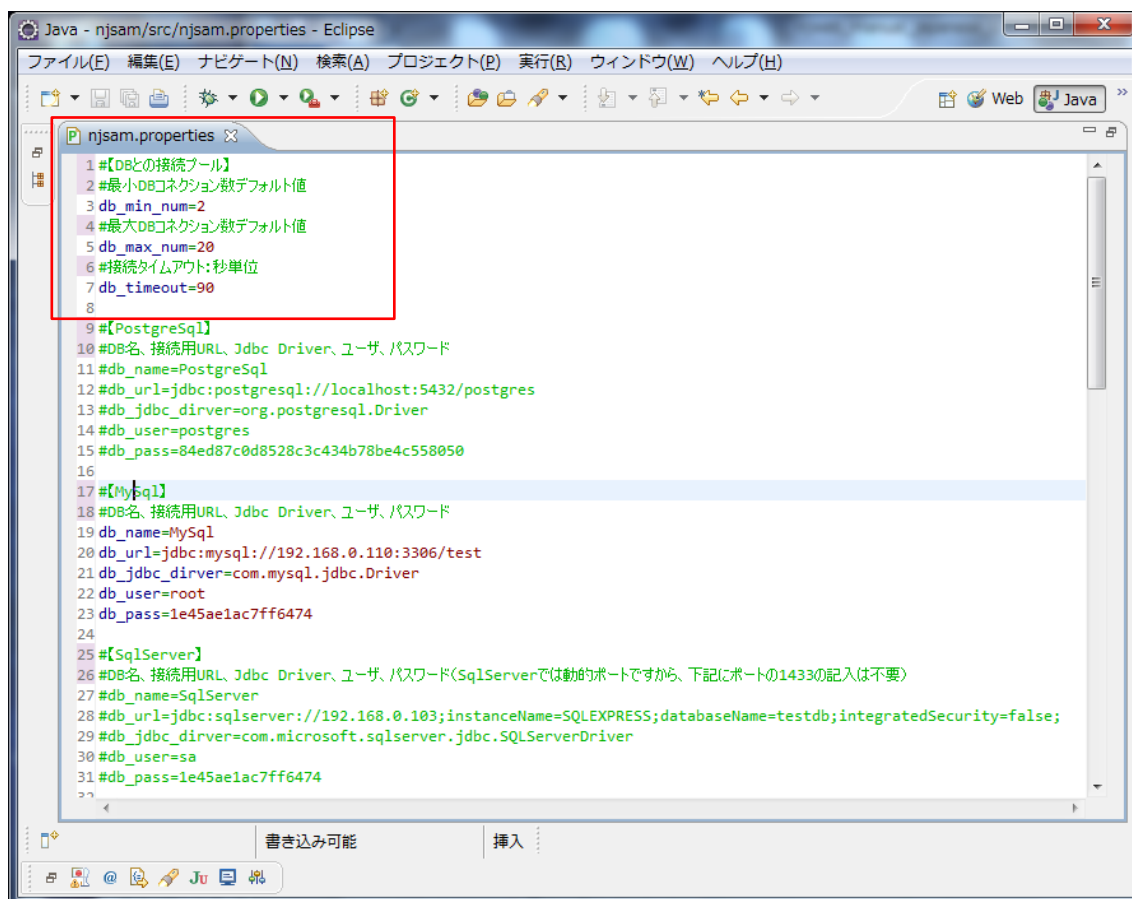 Java - njsam/src/njsam.properties - Eclipse
ファイル(F) 編集(E) ナビゲート(N) 検索(A) プロジェクト(P) 実行(R) ウィンドウ(W) ヘルプ(H)
Web Java
njsam.properties
1 #【DBとの接続プール】
2 #最小DBコネクション数デフォルト値
3 db_min_num=2
4 #最大DBコネクション数デフォルト値
5 db_max_num=20
6 #接続タイムアウト:秒単位
7 db_timeout=90
8
9 #【PostgreSql】
10 #DB名、接続用URL、Jdbc Driver、ユーザ、パスワード
11 #db_name=PostgreSql
12 #db_url=jdbc:postgresql://localhost:5432/postgres
13 #db_jdbc_dirver=org.postgresql.Driver
14 #db_user=postgres
15 #db_pass=84ed87c0d8528c3c434b78be4c558050
16
17 #【MySql】
18 #DB名、接続用URL、Jdbc Driver、ユーザ、パスワード
19 db_name=MySql
20 db_url=jdbc:mysql://192.168.0.110:3306/test
21 db_jdbc_dirver=com.mysql.jdbc.Driver
22 db_user=root
23 db_pass=1e45ae1ac7ff6474
24
25 #【SqlServer】
26 #DB名、接続用URL、Jdbc Driver、ユーザ、パスワード(SqlServerでは動的ポートですから、下記にポートの1433の記入は不要)
27 #db_name=SqlServer
28 #db_url=jdbc:sqlserver://192.168.0.103;instanceName=SQLEXPRESS;databaseName=testdb;integratedSecurity=false;
29 #db_jdbc_dirver=com.microsoft.sqlserver.jdbc.SQLServerDriver
30 #db_user=sa
31 #db_pass=1e45ae1ac7ff6474
32
書き込み可能 挿入
@ Ju